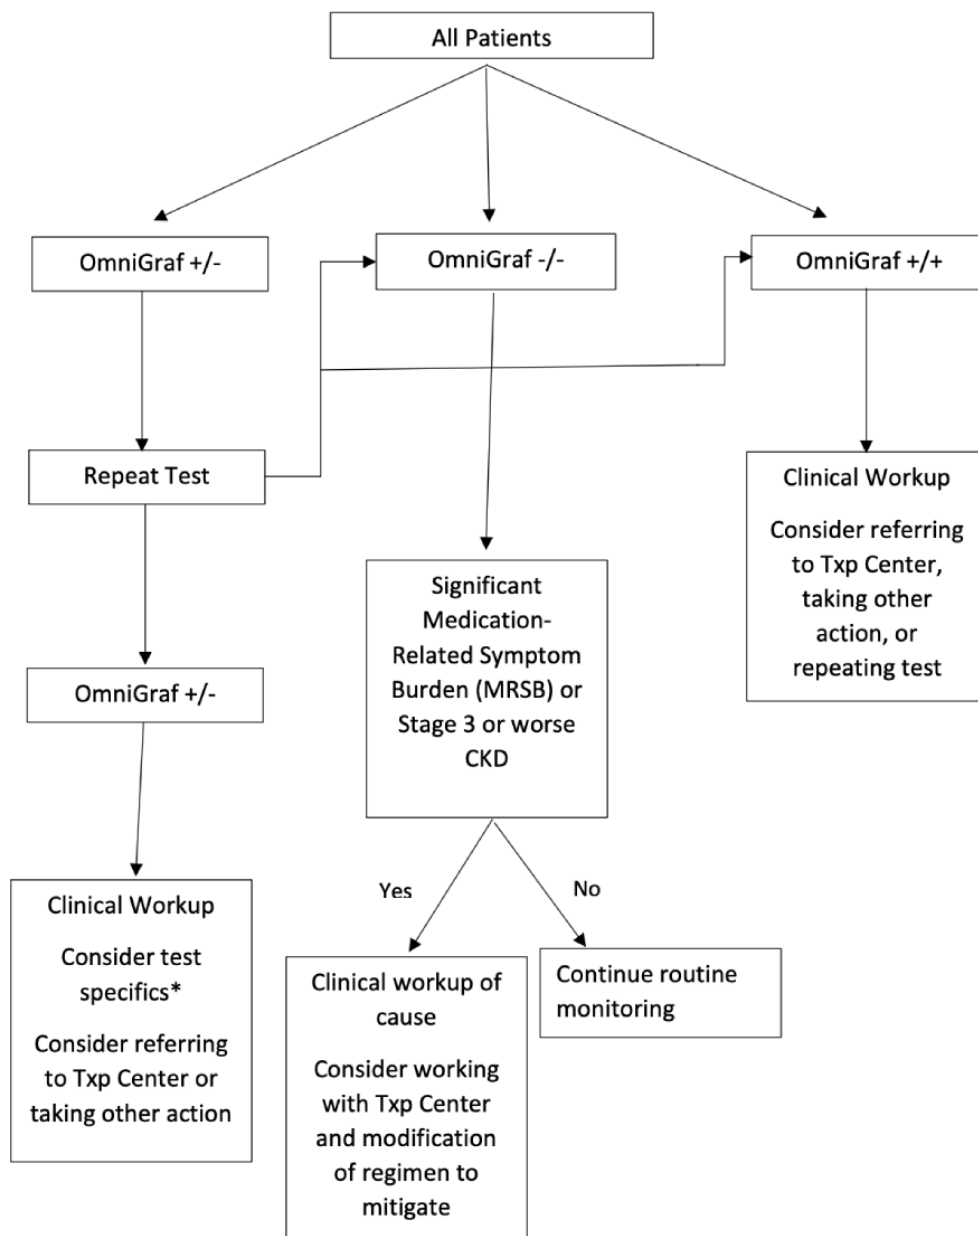 All Patients
OmniGraf +/-
OmniGraf -/-
OmniGraf +/+
Repeat Test
Clinical Workup
Consider referring
to Txp Center,
taking other
action, or
repeating test
Significant
Medication-
Related Symptom
Burden (MRSB) or
Stage 3 or worse
CKD
OmniGraf +/-
Yes
No
Clinical Workup
Consider test
specifics*
Consider referring
to Txp Center or
taking other action
Clinical workup of
cause
Consider working
with Txp Center
and modification
of regimen to
mitigate
Continue routine
monitoring